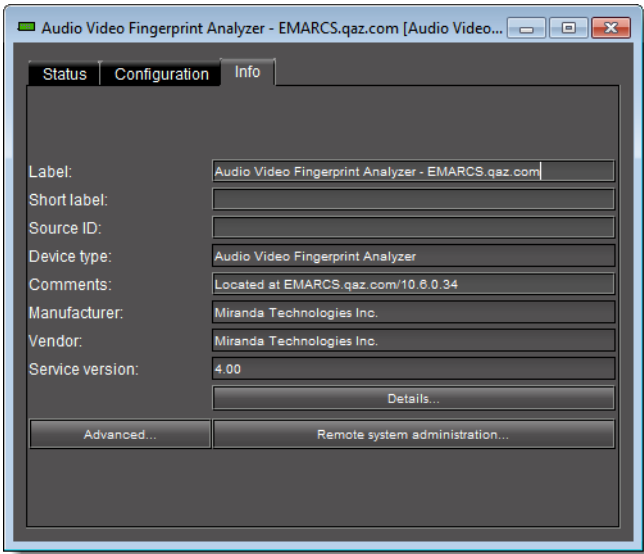 Audio Video Fingerprint Analyzer - EMARCS.qaz.com [Audio Video...
Status Configuration Info
Label: Audio Video Fingerprint Analyzer - EMARCS.qaz.com
Short label:
Source ID:
Device type: Audio Video Fingerprint Analyzer
Comments: Located at EMARCS.qaz.com/10.6.0.34
Manufacturer: Miranda Technologies Inc.
Vendor: Miranda Technologies Inc.
Service version: 4.00
Details...
Advanced... Remote system administration...